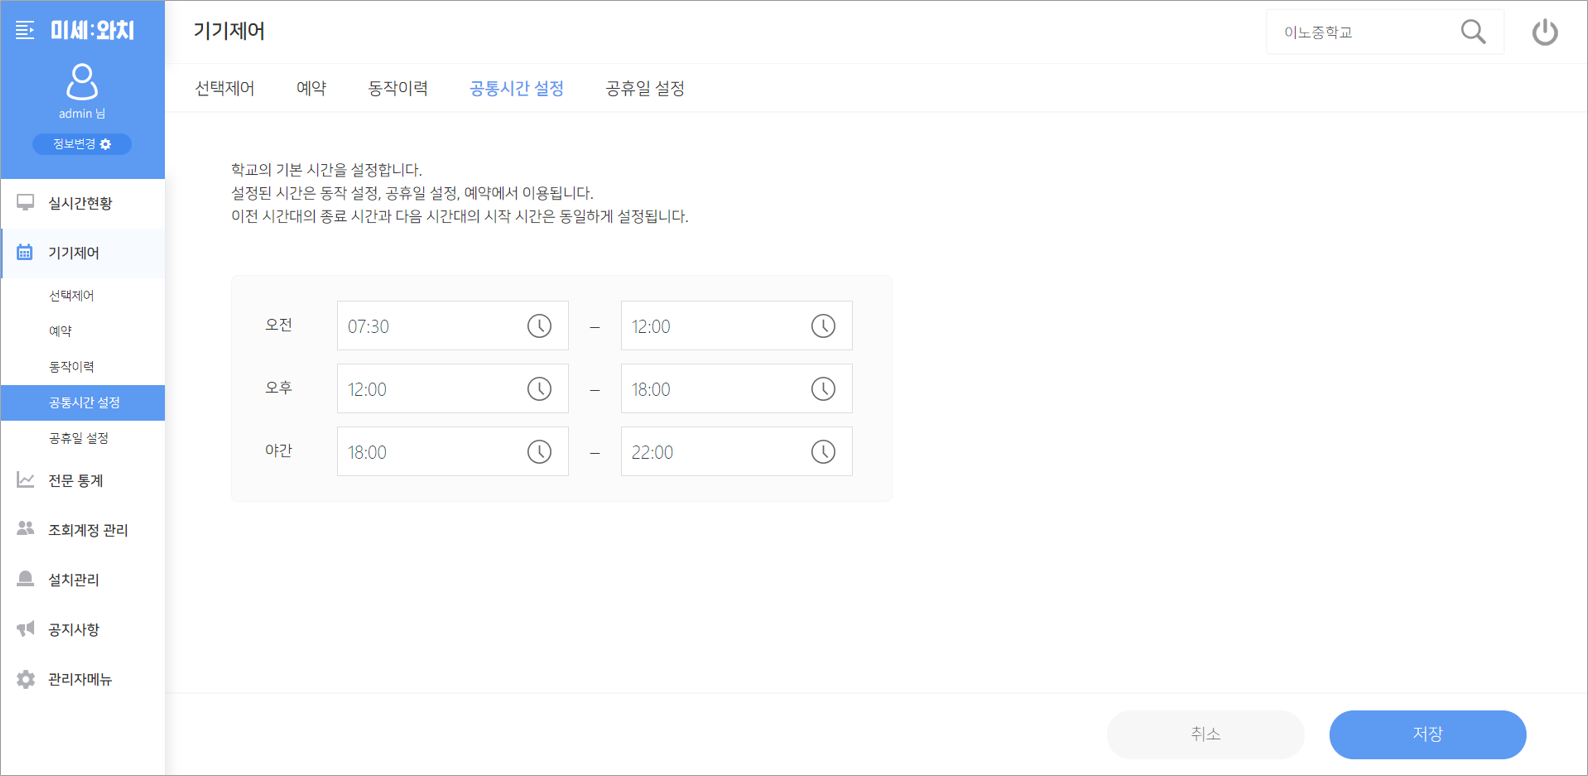 미세:와치
admin 님
정보변경
실시간현황
기기제어
선택제어
예약
동작이력
공통시간 설정
공휴일 설정
전문 통계
조회계정 관리
설치관리
공지사항
관리자메뉴
기기제어
이노중학교
선택제어 예약 동작이력 공통시간 설정 공휴일 설정
학교의 기본 시간을 설정합니다.
설정된 시간은 동작 설정, 공휴일 설정, 예약에서 이용됩니다.
이전 시간대의 종료 시간과 다음 시간대의 시작 시간은 동일하게 설정됩니다.
오전 07:30 – 12:00
오후 12:00 – 18:00
야간 18:00 – 22:00
취소 저장